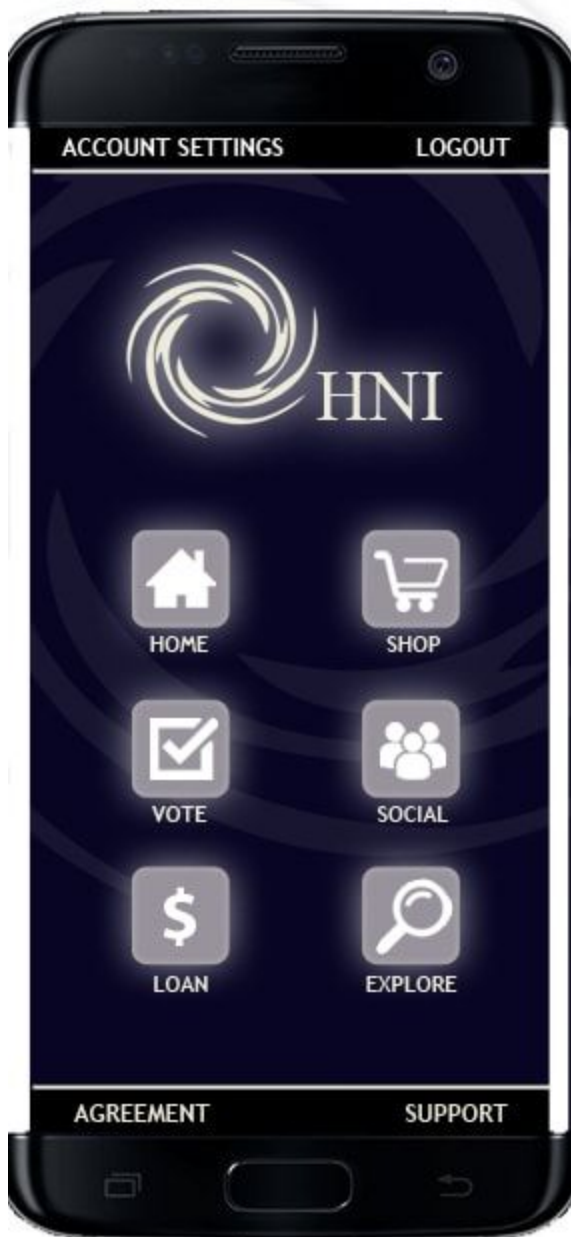 ACCOUNT SETTINGS LOGOUT
HNI
HOME SHOP
VOTE SOCIAL
$
LOAN EXPLORE
AGREEMENT SUPPORT